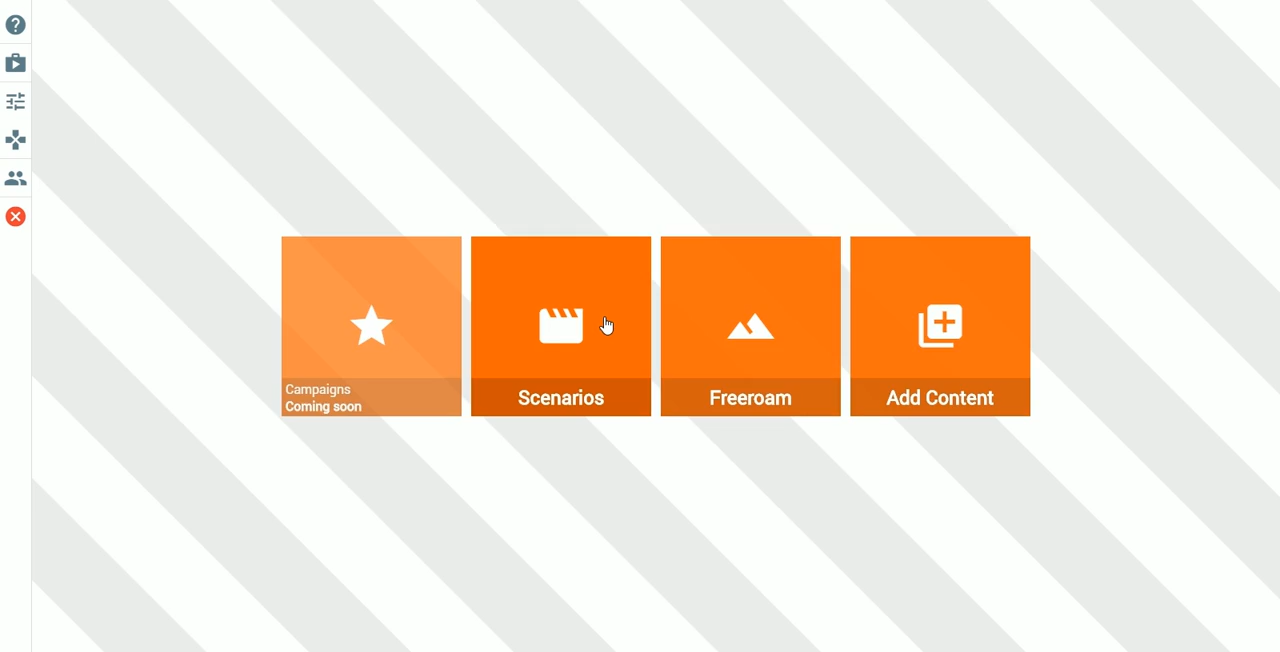 Campaigns
Coming soon
Scenarios
Freeroam
Add Content